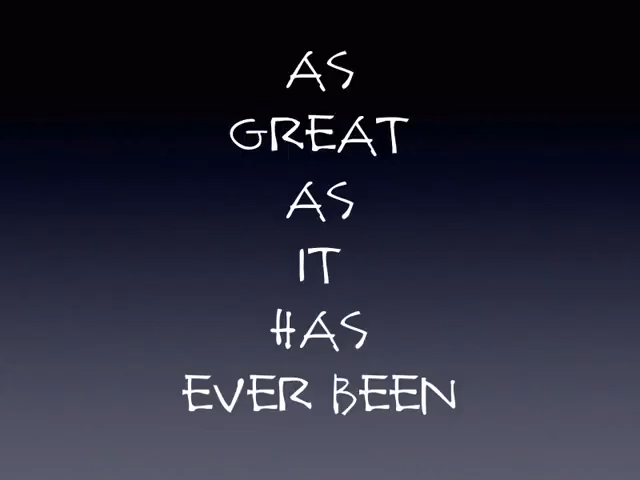 AS
GREAT
AS
IT
HAS
EVER BEEN